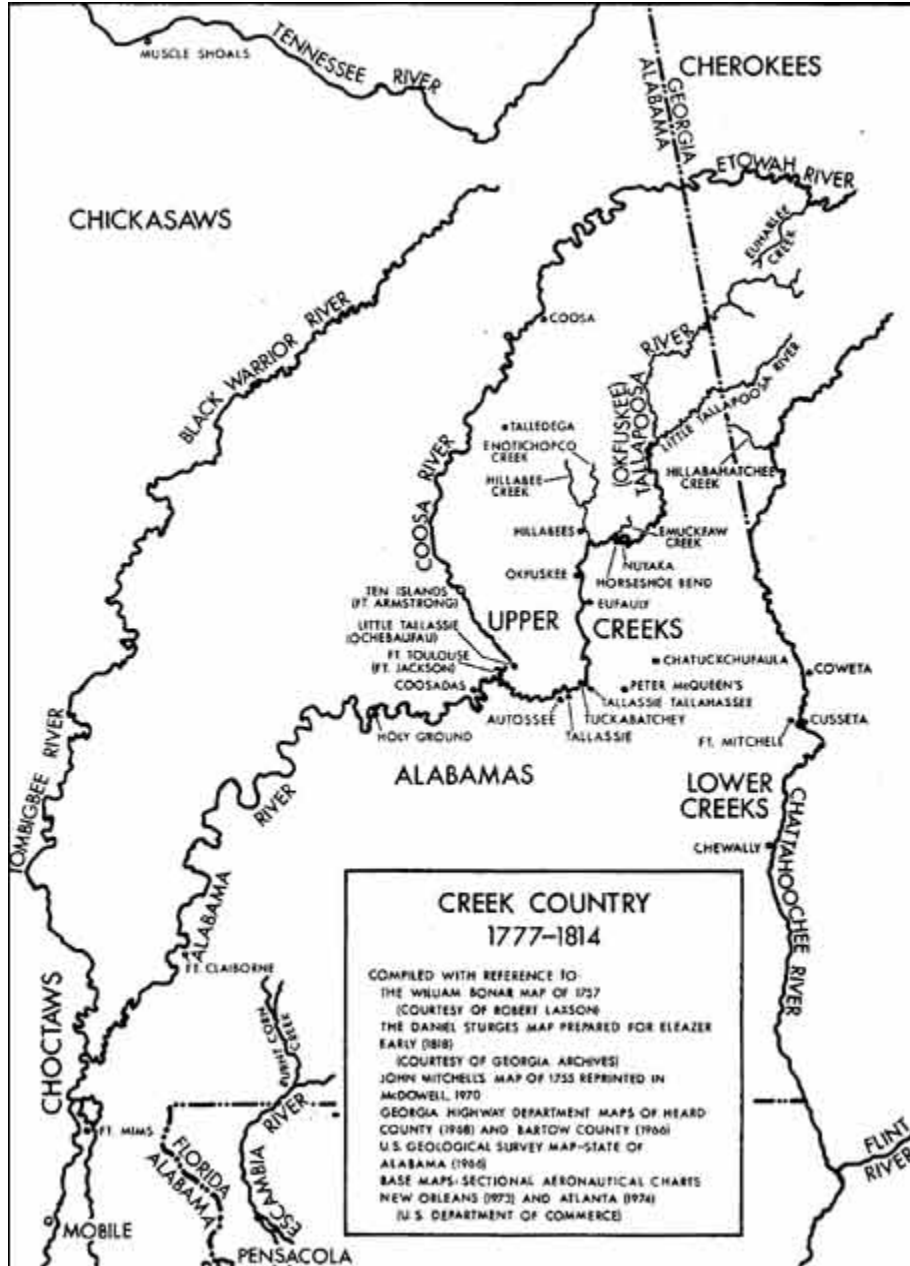 TENNESSEE RIVER
MUSCLE SHOALS
CHEROKEES
GEORGIA
ALABAMA
ETOWAH RIVER
CHICKASAWS
EUHARLEE
CREEK
BLACK WARRIOR RIVER
COOSA
(OKFUSKEE)
TALLAPOOSA RIVER
LITTLE TALLAPOOSA RIVER
TALLEDEGA
ENOTICHOPCO
CREEK
HILLABEE
CREEK
COOSA RIVER
HILLABAHATCHEE
CREEK
HILLABEES
EMUCKFAW
CREEK
NUYAKA
HORSESHOE BEND
OKFUSKEE
TEN ISLANDS
(FT. ARMSTRONG)
EUFAULY
LITTLE TALLASSIE
(OCHEBAUFAU)
UPPER CREEKS
FT. TOULOUSE
(FT. JACKSON)
CHATUCKCHUFAULA
COWETA
COOSADAS
PETER McQUEEN'S
TALLASSIE TALLAHASSEE
AUTOSSEE
TUCKABATCHEY
TALLASSIE
CUSSETA
FT. MITCHELL
HOLY GROUND
ALABAMAS
LOWER
CREEKS
TOMBIGBEE RIVER
ALABAMA RIVER
CHEWALLY
CHATTAHOOCHEE RIVER
CREEK COUNTRY
1777–1814
COMPILED WITH REFERENCE TO:
THE WILLIAM BONAR MAP OF 1757
(COURTESY OF ROBERT LAXSON)
THE DANIEL STURGES MAP PREPARED FOR ELEAZER
EARLY (1818)
(COURTESY OF GEORGIA ARCHIVES)
JOHN MITCHELL'S MAP OF 1755 REPRINTED IN
McDOWELL, 1970
GEORGIA HIGHWAY DEPARTMENT MAPS OF HEARD
COUNTY (1968) AND BARTOW COUNTY (1966)
U.S. GEOLOGICAL SURVEY MAP–STATE OF
ALABAMA (1966)
BASE MAPS: SECTIONAL AERONAUTICAL CHARTS
NEW ORLEANS (1973) AND ATLANTA (1974)
(U.S. DEPARTMENT OF COMMERCE)
FT. CLAIBORNE
CHOCTAWS
BURNT CORN
CREEK
FT. MIMS
FLORIDA
ALABAMA
ESCAMBIA RIVER
FLINT
RIVER
MOBILE
PENSACOLA